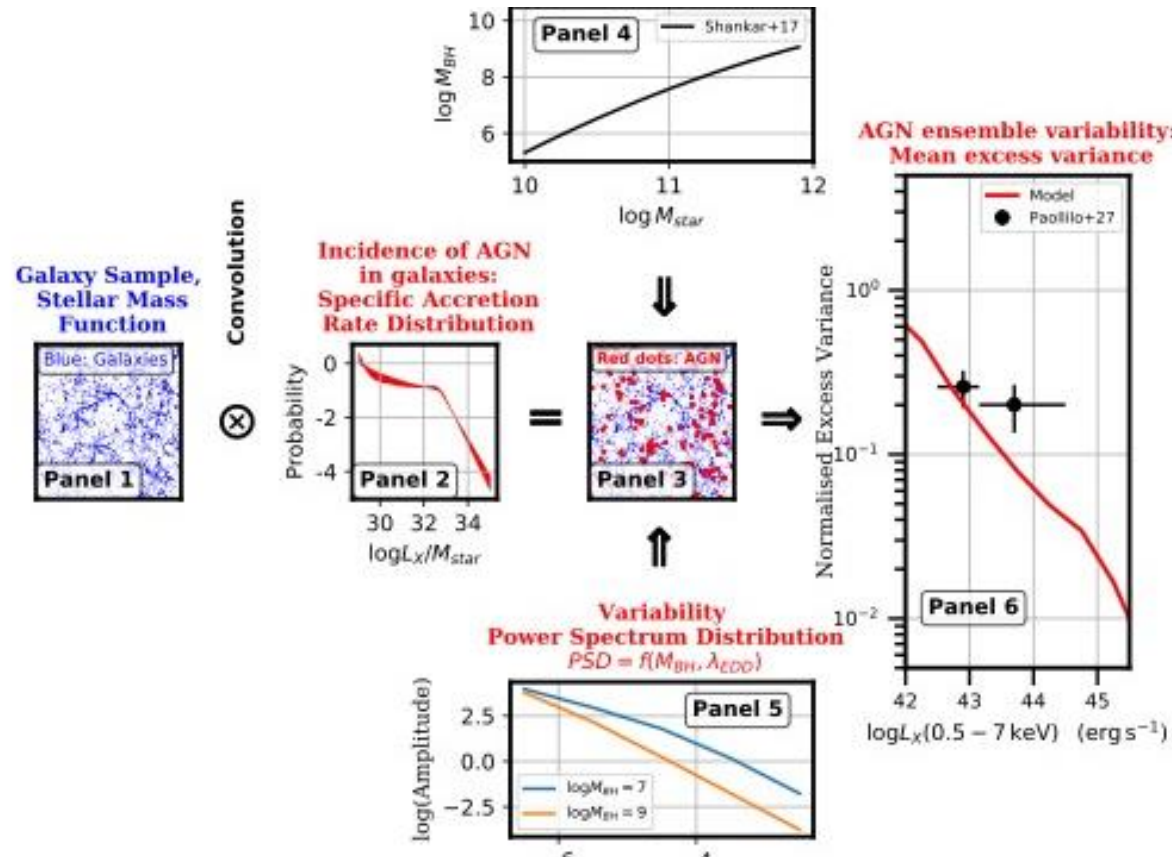 10
8
6
log M_BH
Panel 4
Shankar+17
10
11
12
log M_star
AGN ensemble variability:
Mean excess variance
Galaxy Sample,
Stellar Mass
Function
Blue: Galaxies
Panel 1
Convolution
⊗
Incidence of AGN
in galaxies:
Specific Accretion
Rate Distribution
Probability
0
-2
-4
Panel 2
30
32
34
logL_X/M_star
=
⇓
Red dots: AGN
Panel 3
⇒
⇑
Normalised Excess Variance
10^0
10^-1
10^-2
Model
Paollilo+27
Panel 6
42
43
44
45
logL_X(0.5 − 7 keV) (erg s^−1)
Variability
Power Spectrum Distribution
PSD = f(M_BH, λ_EDD)
log(Amplitude)
2.5
0.0
−2.5
Panel 5
logM_BH = 7
logM_BH = 9